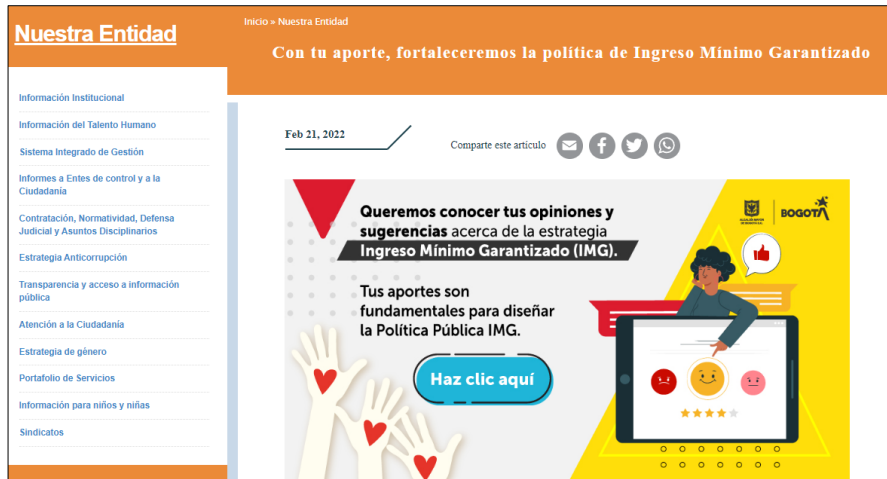 Nuestra Entidad
Información Institucional
Información del Talento Humano
Sistema Integrado de Gestión
Informes a Entes de control y a la
Ciudadanía
Contratación, Normatividad, Defensa
Judicial y Asuntos Disciplinarios
Estrategia Anticorrupción
Transparencia y acceso a información
pública
Atención a la Ciudadanía
Estrategia de género
Portafolio de Servicios
Información para niños y niñas
Sindicatos
Inicio » Nuestra Entidad
Con tu aporte, fortaleceremos la política de Ingreso Mínimo Garantizado
Feb 21, 2022
Comparte este artículo
Queremos conocer tus opiniones y
sugerencias acerca de la estrategia
Ingreso Mínimo Garantizado (IMG).
Tus aportes son
fundamentales para diseñar
la Política Pública IMG.
Haz clic aquí
BOGOTÁ